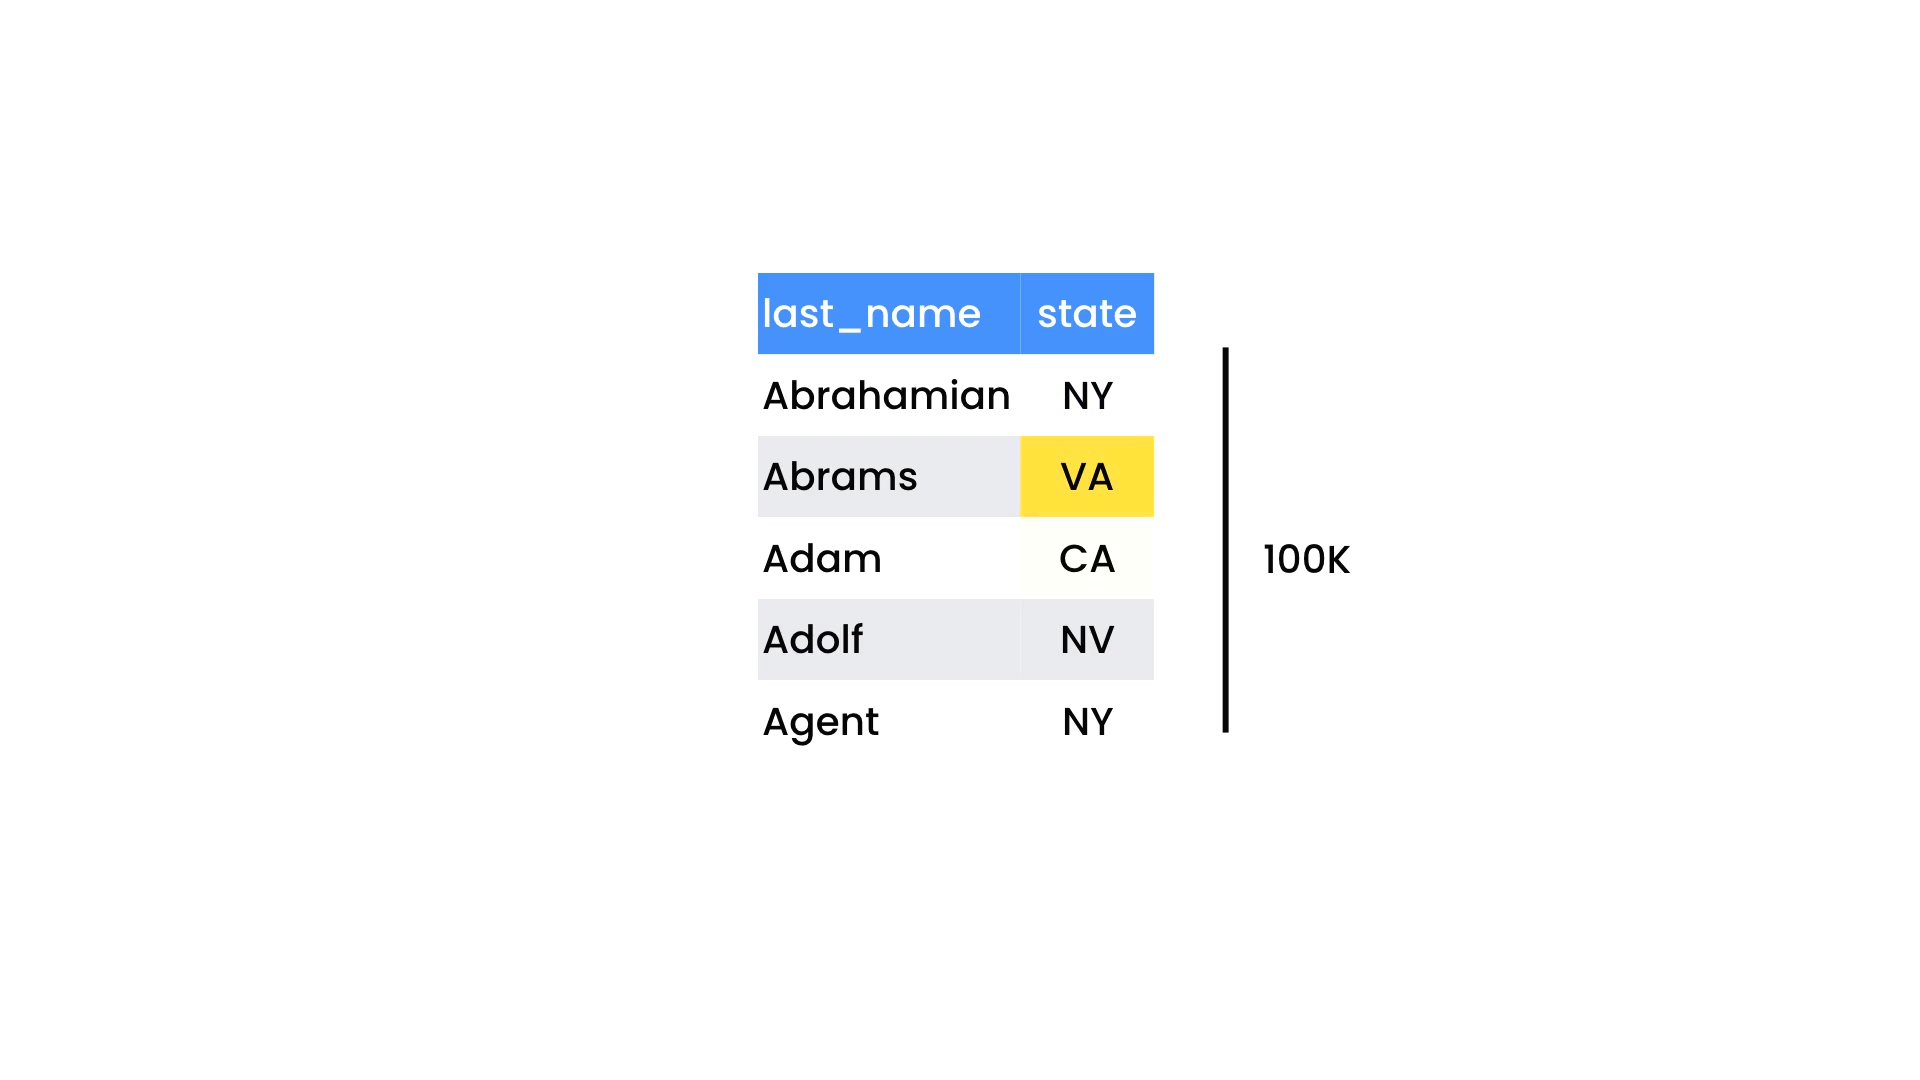 last_name state
Abrahamian NY
Abrams VA
Adam CA
100K
Adolf NV
Agent NY